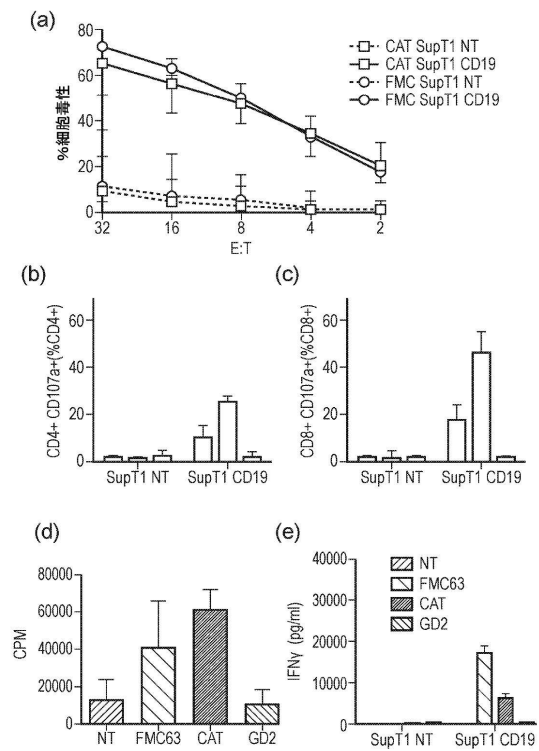 (a)
80
60
40
20
0
%細胞毒性
32 16 8 4 2
E:T
CAT SupT1 NT
CAT SupT1 CD19
FMC SupT1 NT
FMC SupT1 CD19
(b)
60
40
20
0
CD4+ CD107a+(%CD4+)
SupT1 NT SupT1 CD19
(c)
60
40
20
0
CD8+ CD107a+(%CD8+)
SupT1 NT SupT1 CD19
(d)
80000
60000
40000
20000
0
CPM
NT FMC63 CAT GD2
(e)
40000
30000
20000
10000
0
IFNγ (pg/ml)
NT
FMC63
CAT
GD2
SupT1 NT SupT1 CD19